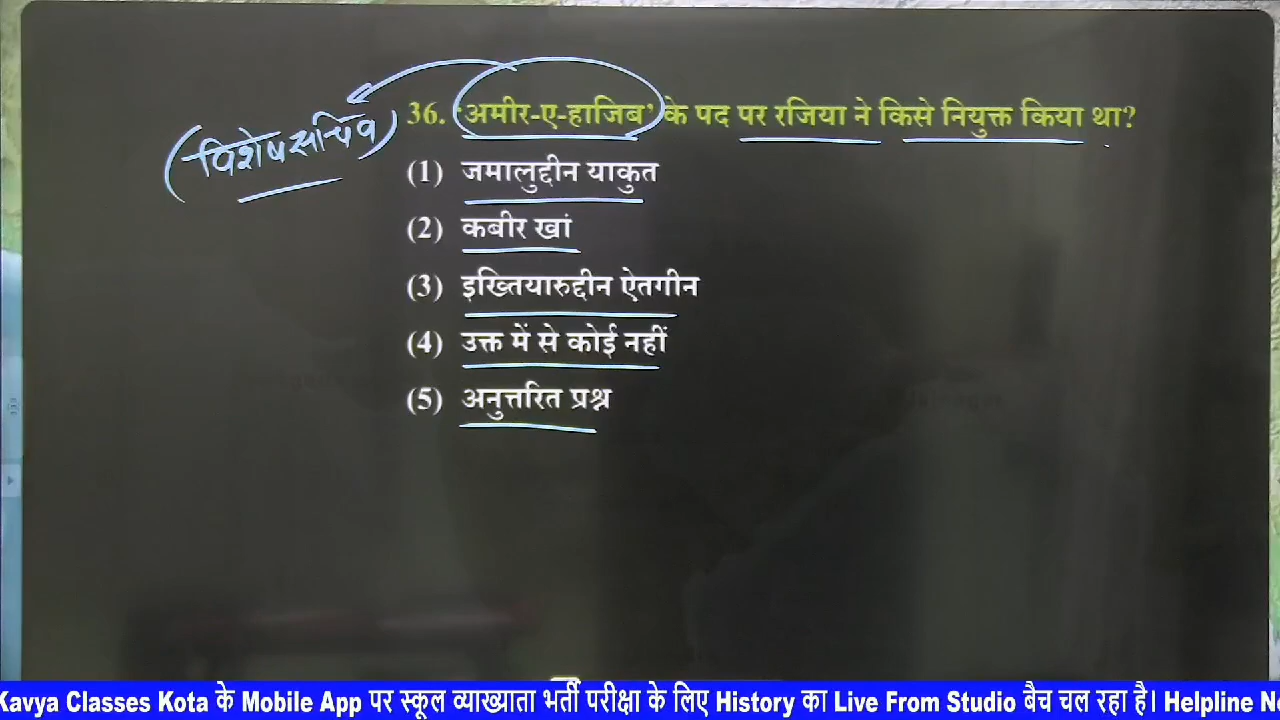 36. 'अमीर-ए-हाजिब' के पद पर रजिया ने किसे नियुक्त किया था?
(विशेष सचिव)
(1) जमालुद्दीन याकुत
(2) कबीर खां
(3) इख्तियारुद्दीन ऐतगीन
(4) उक्त में से कोई नहीं
(5) अनुत्तरित प्रश्न
Kavya Classes Kota के Mobile App पर स्कूल व्याख्याता भर्ती परीक्षा के लिए History का Live From Studio बैच चल रहा है। Helpline